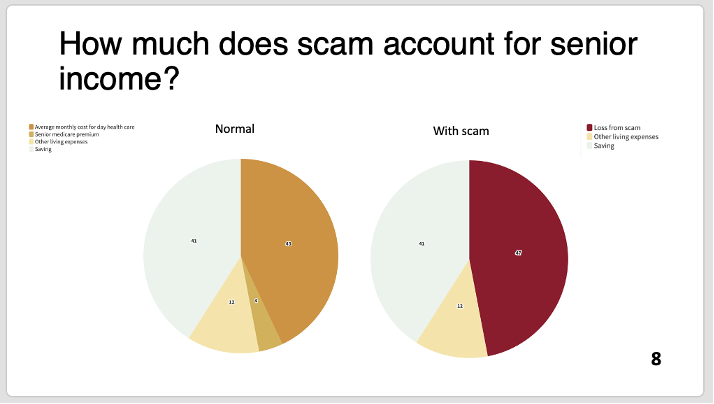 How much does scam account for senior
income?
Average monthly cost for day health care
Senior medicare premium
Other living expenses
Saving
Normal
With scam
Loss from scam
Other living expenses
Saving
41
43
12
4
41
47
12
8